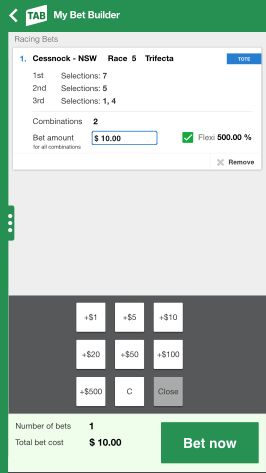 TAB My Bet Builder
Racing Bets
1. Cessnock - NSW Race 5 Trifecta TOTE
1st Selections: 7
2nd Selections: 5
3rd Selections: 1, 4
Combinations 2
Bet amount $ 10.00 Flexi 500.00 %
for all combinations
Remove
+$1 +$5 +$10
+$20 +$50 +$100
+$500 C Close
Number of bets 1
Total bet cost $ 10.00
Bet now